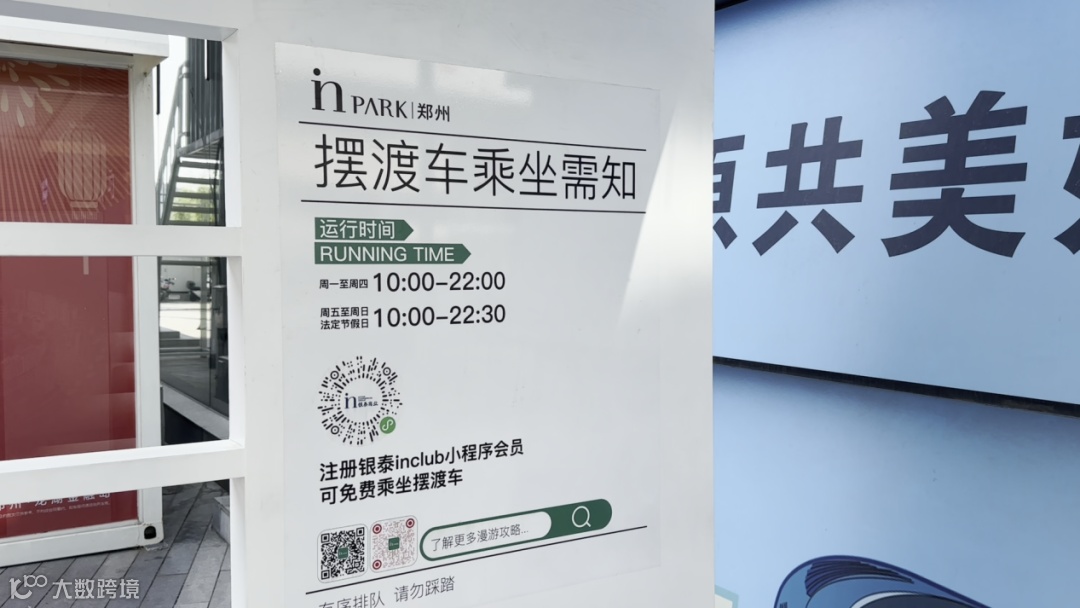 in PARK | 郑州
摆渡车乘坐需知
运行时间
RUNNING TIME
周一至周四 10:00-22:00
周五至周日
法定节假日 10:00-22:30
in
注册银泰inclub小程序会员
可免费乘坐摆渡车
了解更多漫游攻略...
有序排队 请勿踩踏
共美
大数跨境